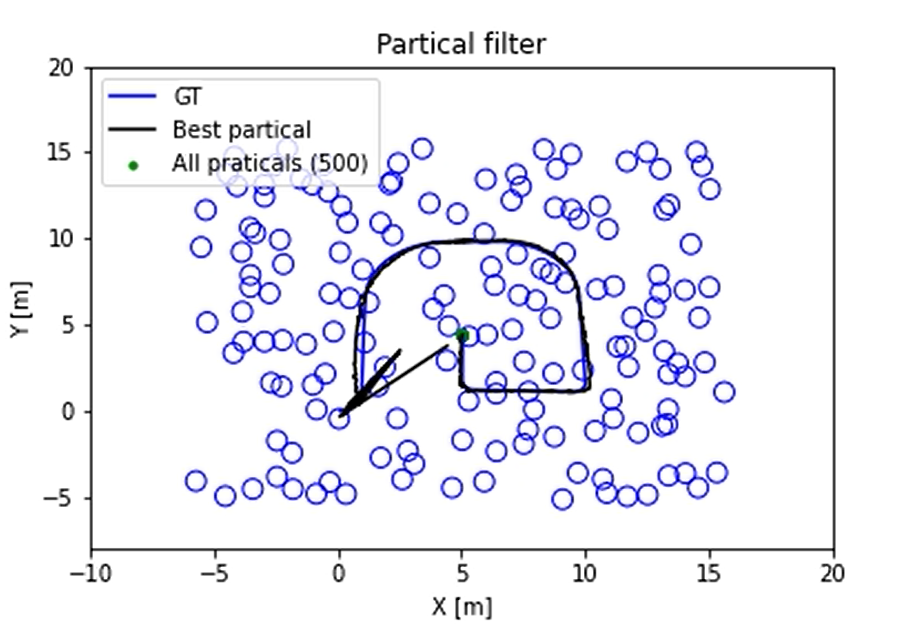 Partical filter
GT
Best partical
All praticals (500)
20
15
10
5
0
−5
Y [m]
−10
−5
0
5
10
15
20
X [m]